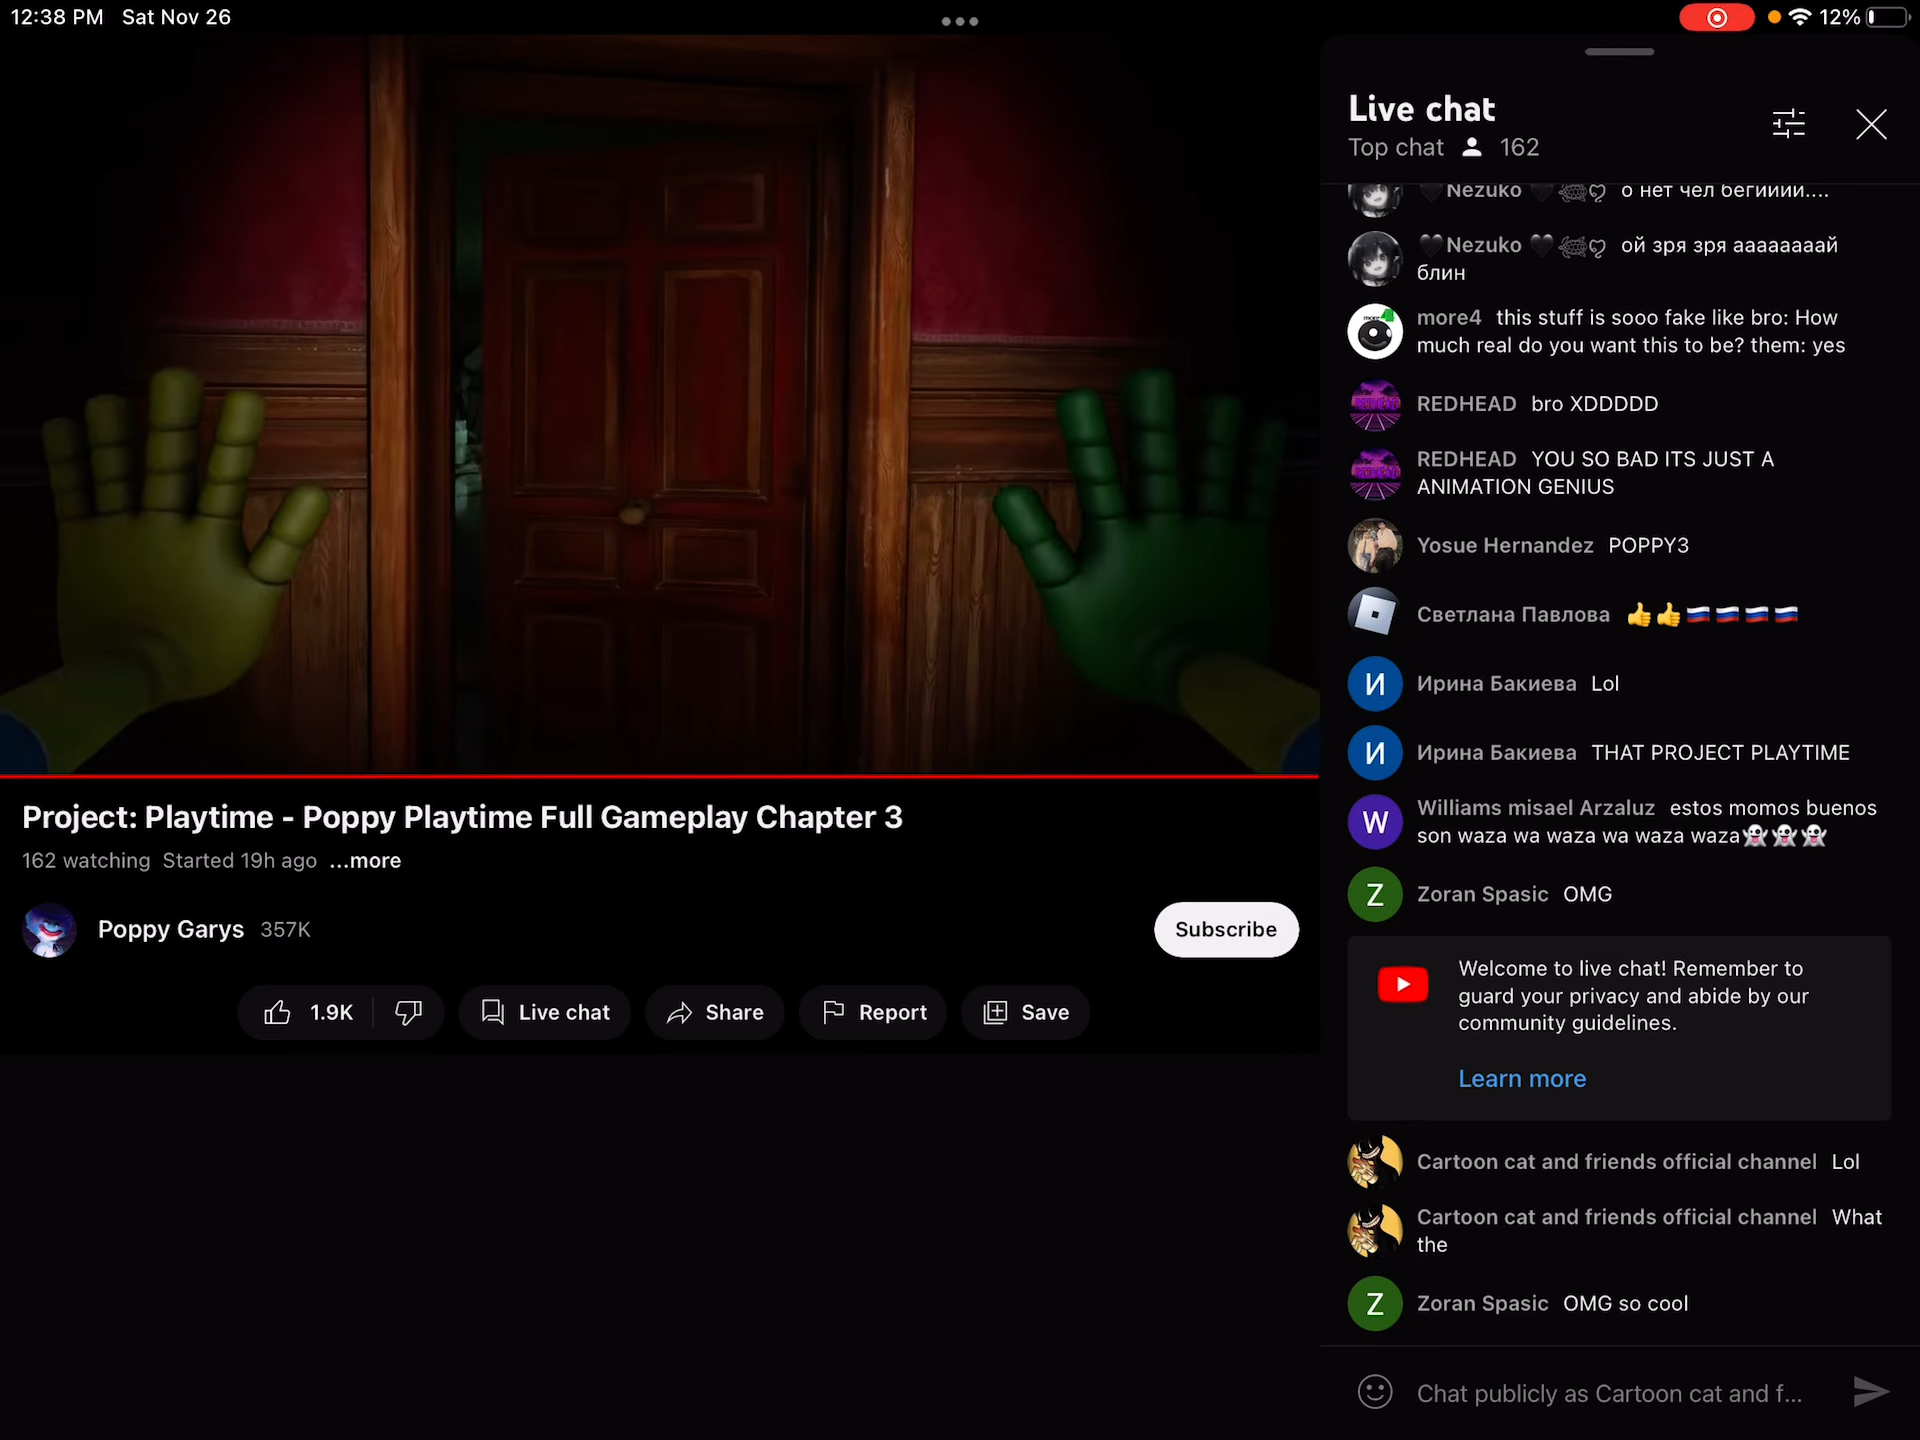 12:38 PM Sat Nov 26
12%
Live chat
Top chat 162
Nezuko о нет чел бегииии....
Nezuko ой зря зря ааааааай
блин
more4 this stuff is sooo fake like bro: How
much real do you want this to be? them: yes
REDHEAD bro XDDDDD
REDHEAD YOU SO BAD ITS JUST A
ANIMATION GENIUS
Yosue Hernandez POPPY3
Светлана Павлова 👍👍🇷🇺🇷🇺🇷🇺🇷🇺
И Ирина Бакиева Lol
И Ирина Бакиева THAT PROJECT PLAYTIME
W Williams misael Arzaluz estos momos buenos
son waza wa waza wa waza waza👻👻👻
Z Zoran Spasic OMG
Welcome to live chat! Remember to
guard your privacy and abide by our
community guidelines.
Learn more
Cartoon cat and friends official channel Lol
Cartoon cat and friends official channel What
the
Z Zoran Spasic OMG so cool
Chat publicly as Cartoon cat and f...
Project: Playtime - Poppy Playtime Full Gameplay Chapter 3
162 watching Started 19h ago ...more
Poppy Garys 357K
Subscribe
1.9K Live chat Share Report Save